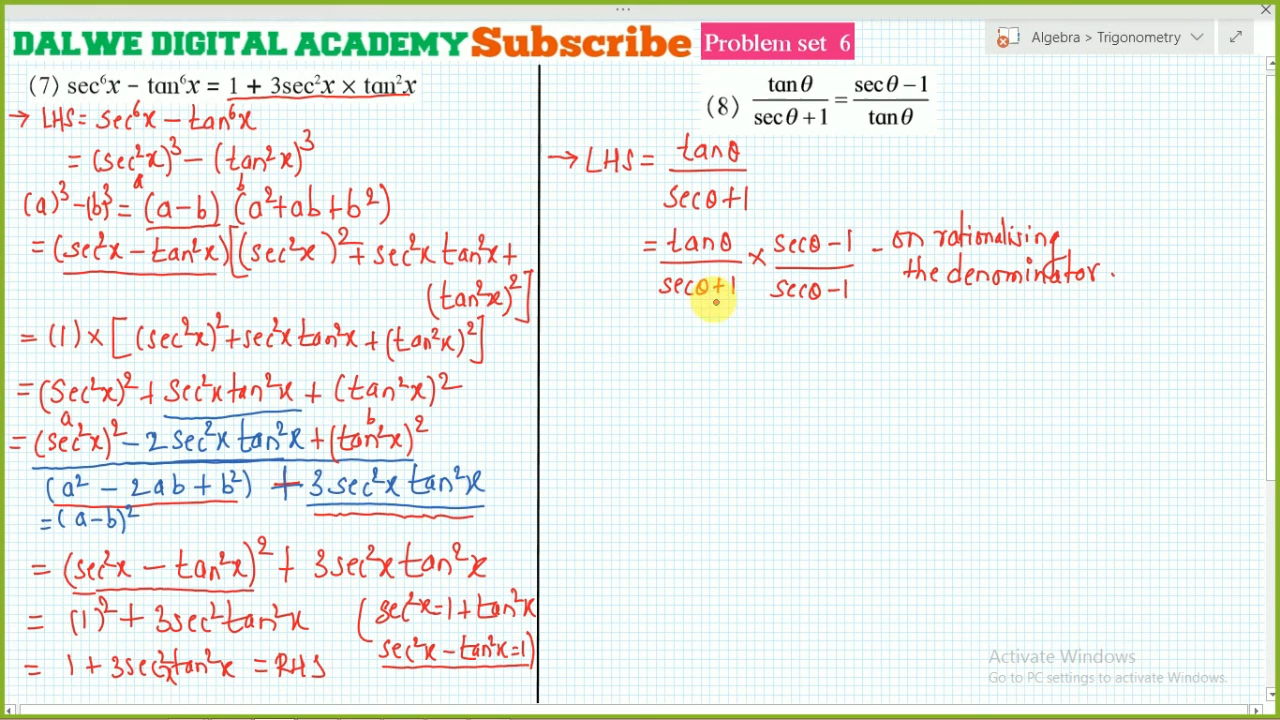 DALWE DIGITAL ACADEMY Subscribe Problem set 6
Algebra > Trigonometry
(7) sec⁶x - tan⁶x = 1 + 3sec²x × tan²x
→ LHS = sec⁶x - tan⁶x
= (sec²x)³ - (tan²x)³
a b
(a)³ - (b)³ = (a-b) (a²+ab+b²)
= (sec²x - tan²x)[(sec²x)² + sec²x tan²x +
(tan²x)²]
= (1) × [(sec²x)² + sec²x tan²x + (tan²x)²]
= (sec²x)² + sec²x tan²x + (tan²x)²
a b
= (sec²x)² - 2 sec²x tan²x + (tan²x)²
(a² - 2ab + b²) + 3 sec²x tan²x
= (a-b)²
= (sec²x - tan²x)² + 3sec²x tan²x
= (1)² + 3sec² tan²x
(sec²x = 1 + tan²x
sec²x - tan²x = 1)
= 1 + 3sec²x tan²x = RHS
(8) tanθ / secθ + 1 = secθ - 1 / tanθ
→ LHS = tanθ / secθ+1
= tanθ / secθ+1 × secθ-1 / secθ-1 - on rationalising
the denominator.
Activate Windows
Go to PC settings to activate Windows.